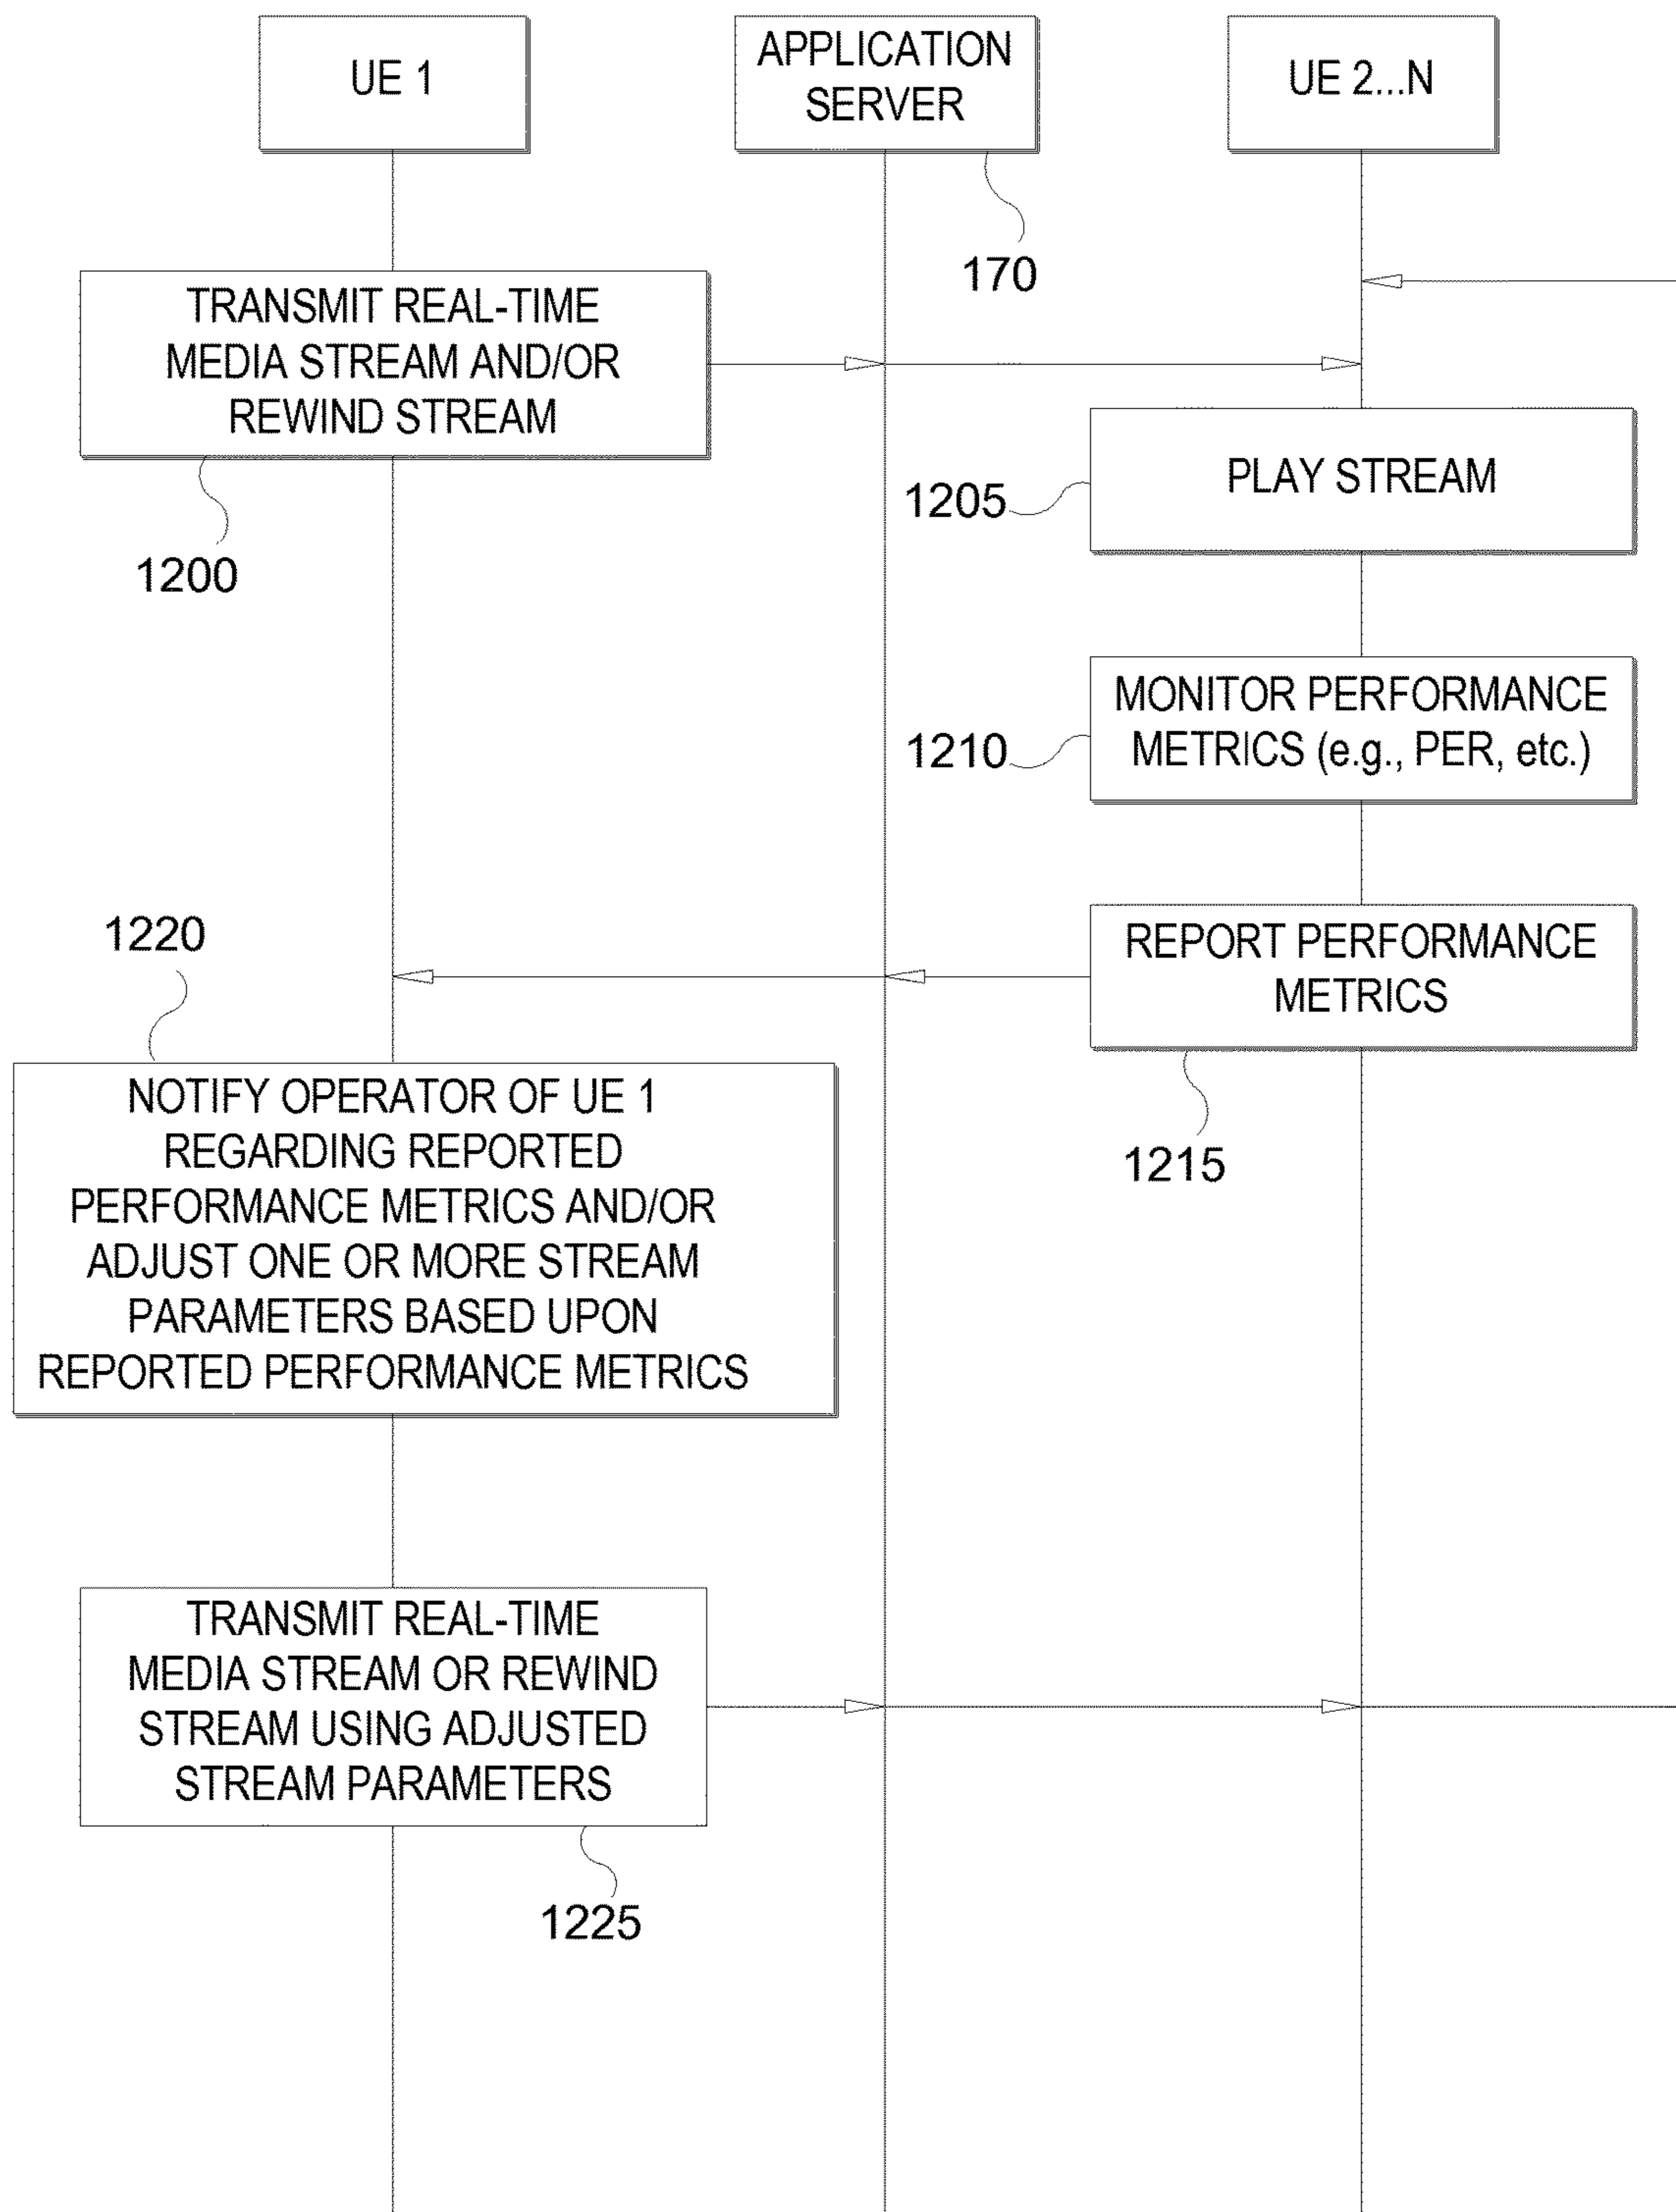 UE 1
APPLICATION
SERVER
UE 2...N
170
TRANSMIT REAL-TIME
MEDIA STREAM AND/OR
REWIND STREAM
1200
PLAY STREAM
1205
MONITOR PERFORMANCE
METRICS (e.g., PER, etc.)
1210
REPORT PERFORMANCE
METRICS
1215
1220
NOTIFY OPERATOR OF UE 1
REGARDING REPORTED
PERFORMANCE METRICS AND/OR
ADJUST ONE OR MORE STREAM
PARAMETERS BASED UPON
REPORTED PERFORMANCE METRICS
TRANSMIT REAL-TIME
MEDIA STREAM OR REWIND
STREAM USING ADJUSTED
STREAM PARAMETERS
1225